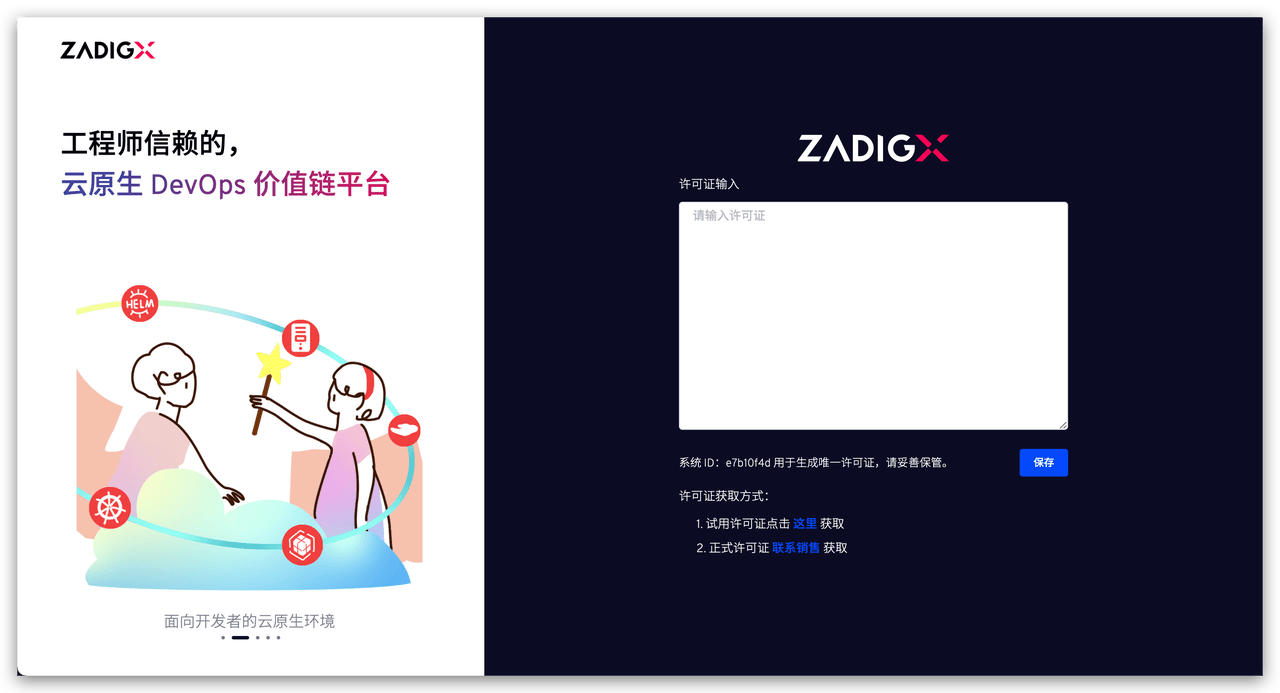 ZADIGX
工程师信赖的，
云原生 DevOps 价值链平台
HELM
面向开发者的云原生环境
ZADIGX
许可证输入
请输入许可证
系统 ID：e7b10f4d 用于生成唯一许可证，请妥善保管。
保存
许可证获取方式：
1. 试用许可证点击 这里 获取
2. 正式许可证 联系销售 获取